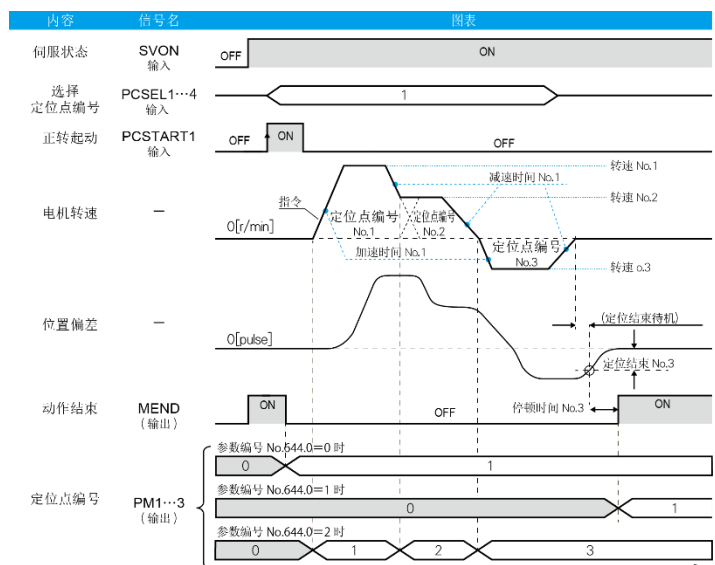 内容 信号名 图表
伺服状态 SVON 输入 OFF ON
选择 定位点编号 PCSEL1…4 输入 1
正转起动 PCSTART1 输入 OFF ON OFF
转速 No.1
减速时间 No.1
转速 No.2
指令
电机转速 — 0[r/min]
定位点编号 No.1
定位点编号 No.2
加速时间 No.1
定位点编号 No.3
转速 o.3
位置偏差 — 0[pulse]
(定位结束待机)
定位结束 No.3
动作结束 MEND (输出) ON OFF 停顿时间 No.3 ON
定位点编号 PM1…3 (输出)
参数编号 No.644.0=0 时
0 1
参数编号 No.644.0=1 时
0 1
参数编号 No.644.0=2 时
0 1 2 3